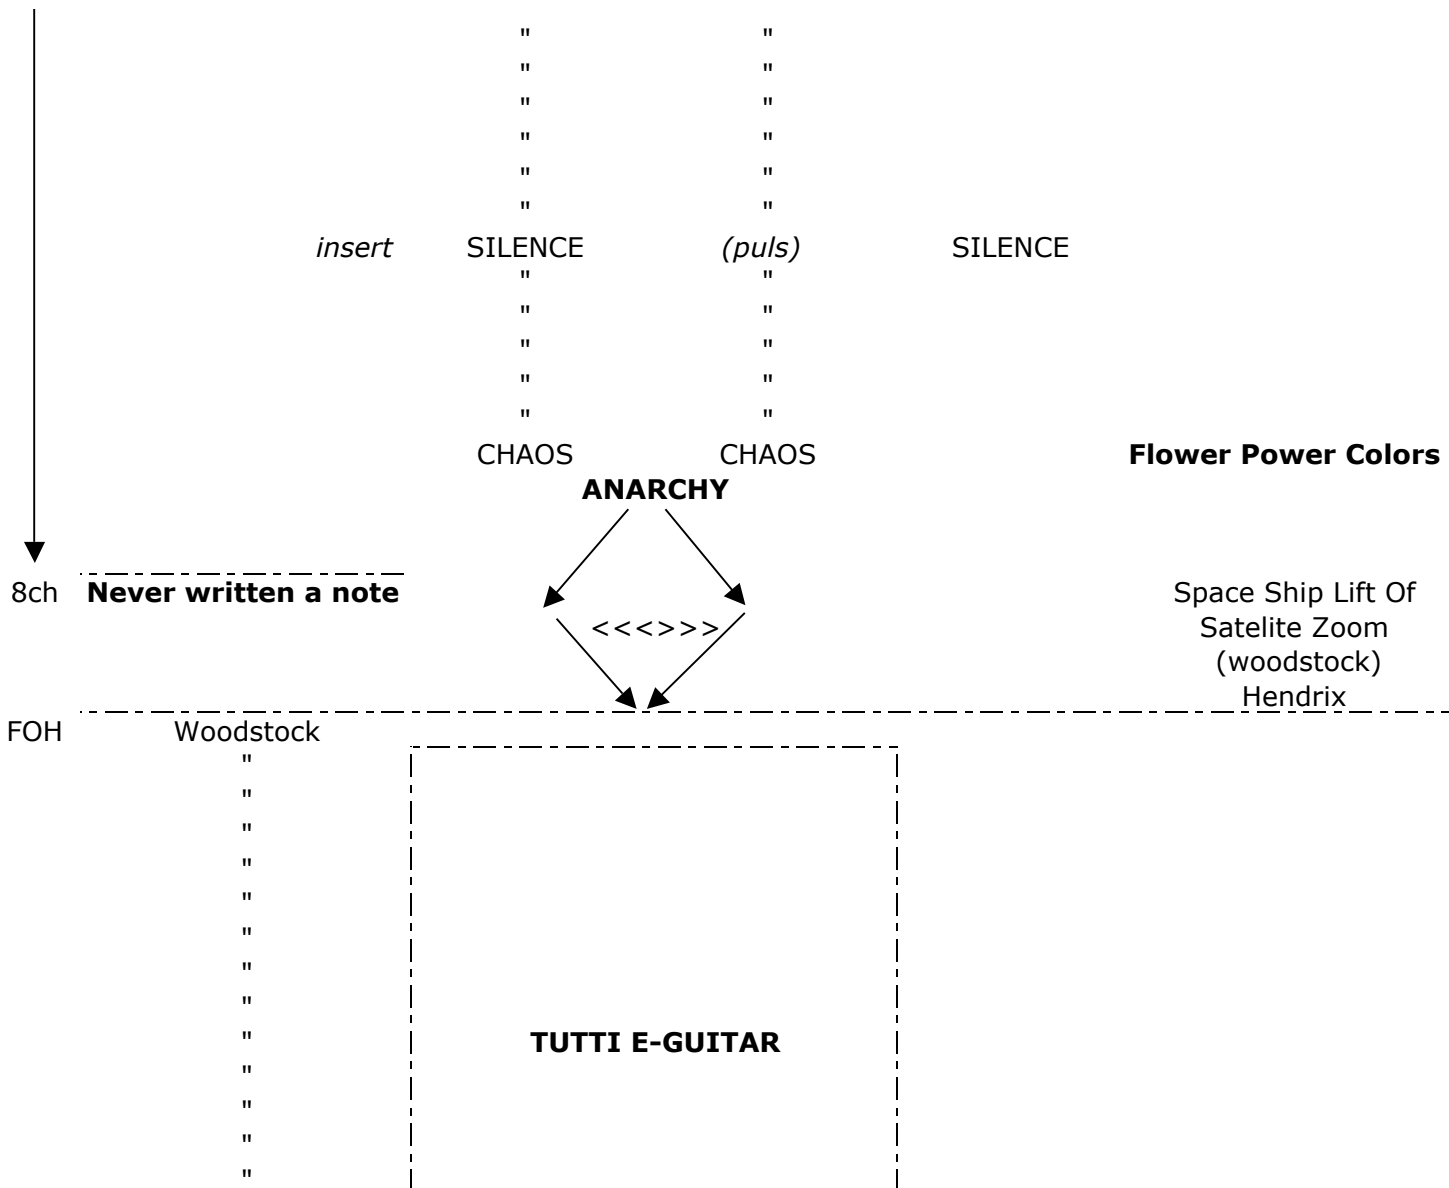 " "
" "
" "
" "
" "
" "
insert SILENCE (puls) SILENCE
" "
" "
" "
" "
" "
CHAOS CHAOS Flower Power Colors
ANARCHY
8ch Never written a note Space Ship Lift Of
<<<>>> Satelite Zoom
(woodstock)
Hendrix
FOH Woodstock
"
"
"
"
"
"
"
"
" TUTTI E-GUITAR
"
"
"
"